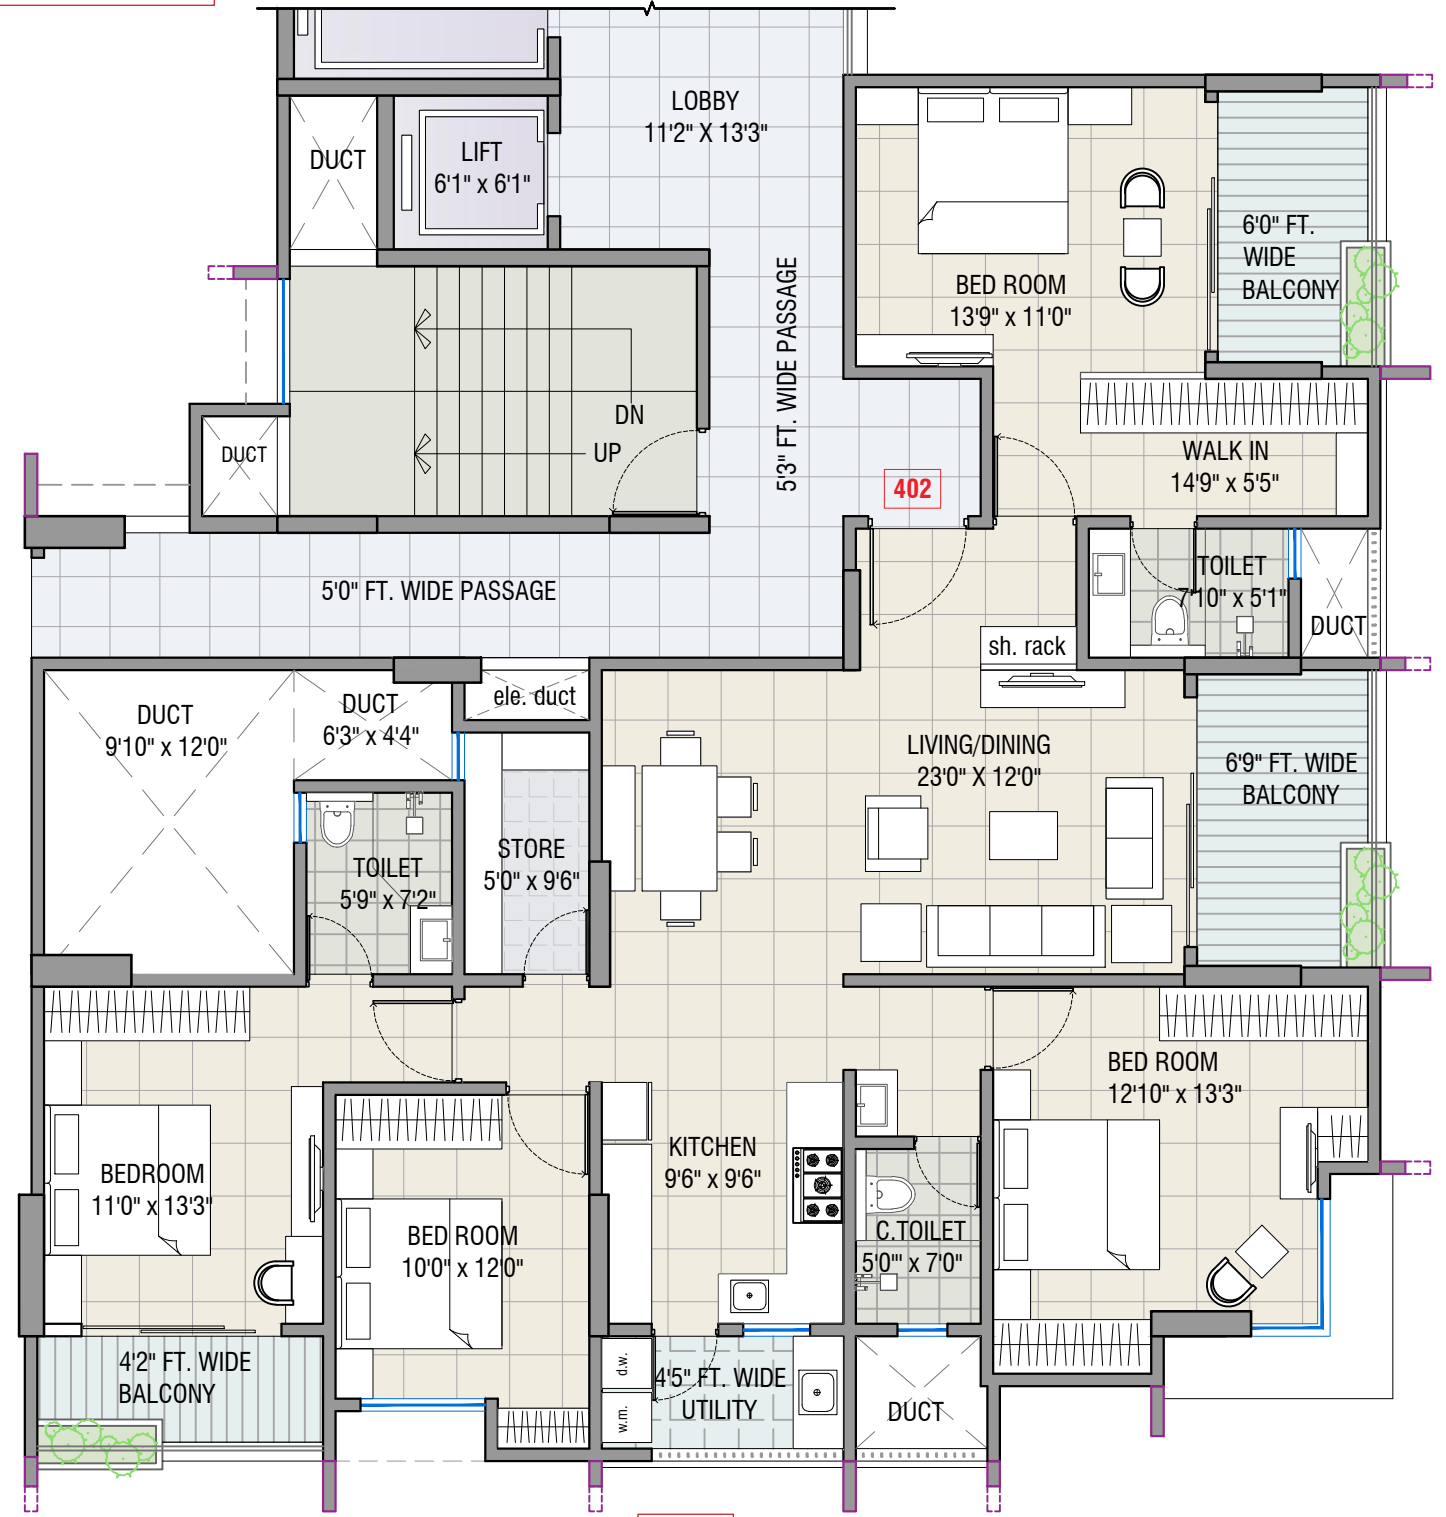 LOBBY
11'2" X 13'3"
DUCT
LIFT
6'1" x 6'1"
6'0" FT.
WIDE
BALCONY
BED ROOM
13'9" x 11'0"
5'3" FT. WIDE PASSAGE
DN
UP
DUCT
WALK IN
14'9" x 5'5"
402
TOILET
7'10" x 5'1"
DUCT
5'0" FT. WIDE PASSAGE
sh. rack
DUCT
9'10" x 12'0"
DUCT
6'3" x 4'4"
ele. duct
LIVING/DINING
23'0" X 12'0"
6'9" FT. WIDE
BALCONY
TOILET
5'9" x 7'2"
STORE
5'0" x 9'6"
BED ROOM
12'10" x 13'3"
BEDROOM
11'0" x 13'3"
KITCHEN
9'6" x 9'6"
BED ROOM
10'0" x 12'0"
C.TOILET
5'0'" x 7'0"
4'2" FT. WIDE
BALCONY
d.w.
4'5" FT. WIDE
UTILITY
w.m.
DUCT